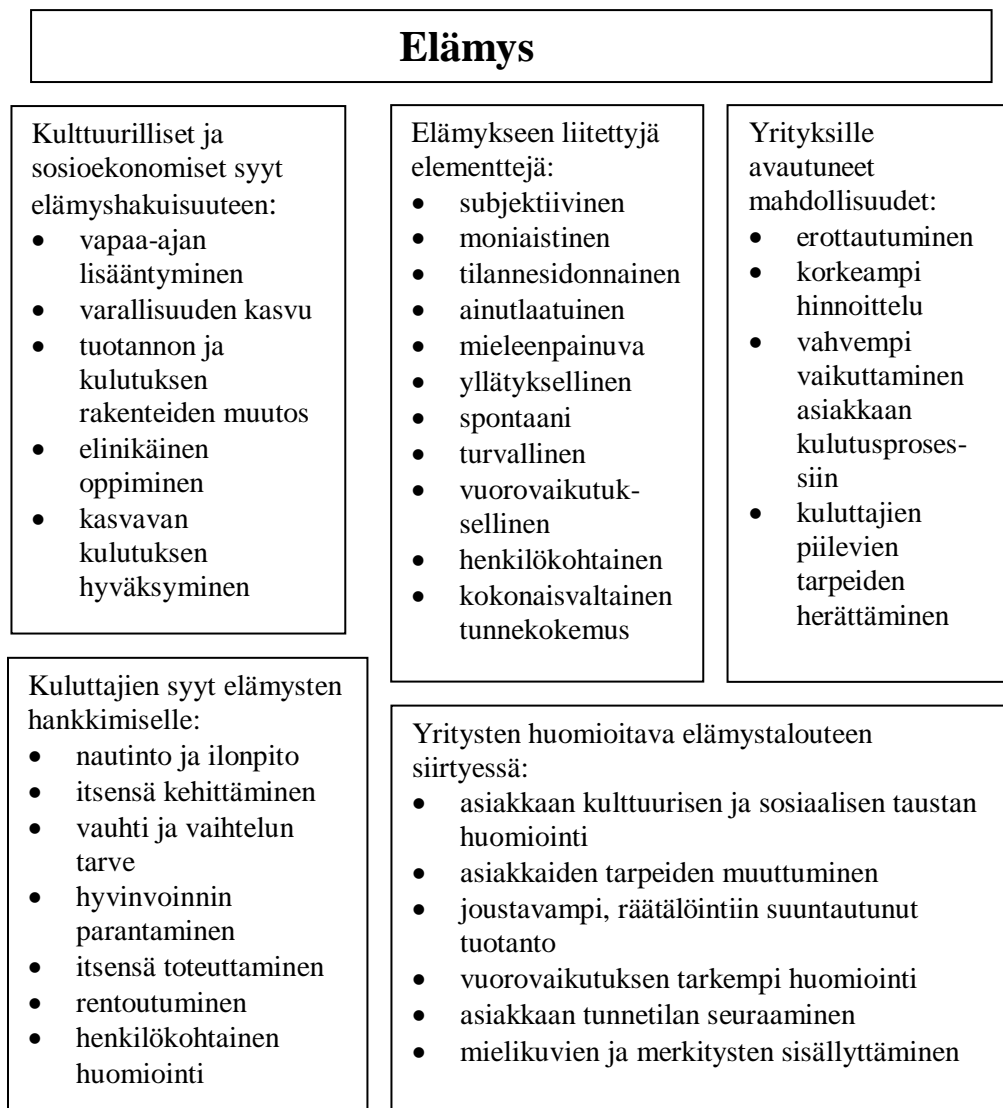 Elämys
Kulttuurilliset ja
sosioekonomiset syyt
elämyshakuisuuteen:
• vapaa-ajan
lisääntyminen
• varallisuuden kasvu
• tuotannon ja
kulutuksen
rakenteiden muutos
• elinikäinen
oppiminen
• kasvavan
kulutuksen
hyväksyminen
Elämykseen liitettyjä
elementtejä:
• subjektiivinen
• moniaistinen
• tilannesidonnainen
• ainutlaatuinen
• mieleenpainuva
• yllätyksellinen
• spontaani
• turvallinen
• vuorovaikutuk-
sellinen
• henkilökohtainen
• kokonaisvaltainen
tunnekokemus
Yrityksille
avautuneet
mahdollisuudet:
• erottautuminen
• korkeampi
hinnoittelu
• vahvempi
vaikuttaminen
asiakkaan
kulutusproses-
siin
• kuluttajien
piilevien
tarpeiden
herättäminen
Kuluttajien syyt elämysten
hankkimiselle:
• nautinto ja ilonpito
• itsensä kehittäminen
• vauhti ja vaihtelun
tarve
• hyvinvoinnin
parantaminen
• itsensä toteuttaminen
• rentoutuminen
• henkilökohtainen
huomiointi
Yritysten huomioitava elämystalouteen
siirtyessä:
• asiakkaan kulttuurisen ja sosiaalisen taustan
huomiointi
• asiakkaiden tarpeiden muuttuminen
• joustavampi, räätälöintiin suuntautunut
tuotanto
• vuorovaikutuksen tarkempi huomiointi
• asiakkaan tunnetilan seuraaminen
• mielikuvien ja merkitysten sisällyttäminen